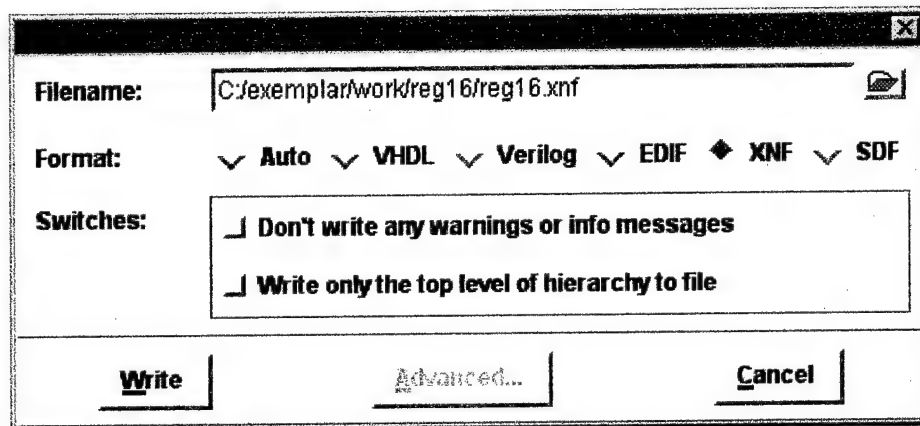 Filename: C:/exemplar/work/reg16/reg16.xnf
Format: Auto VHDL Verilog EDIF XNF SDF
Switches: Don't write any warnings or info messages
Write only the top level of hierarchy to file
Write Advanced... Cancel